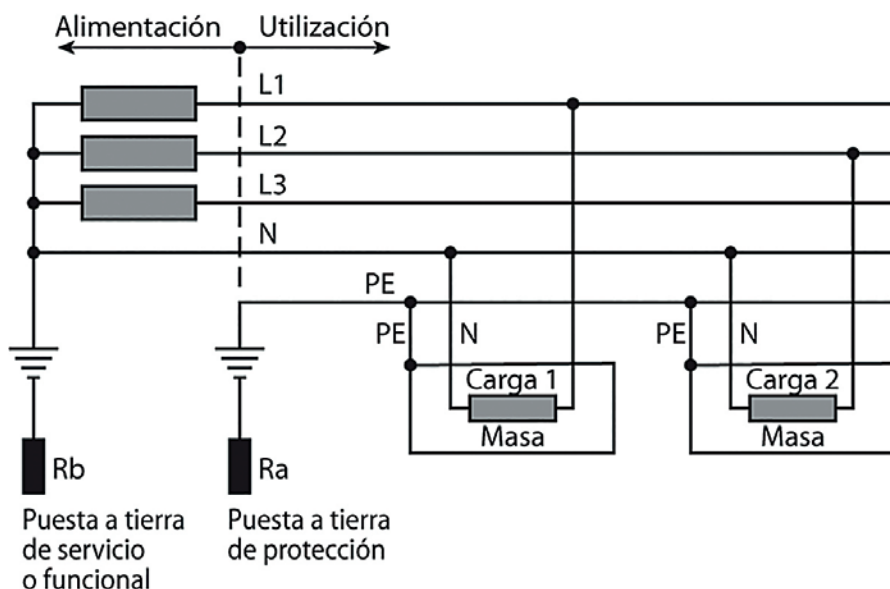 Alimentación Utilización
L1
L2
L3
N
PE
PE N PE N
Carga 1 Carga 2
Masa Masa
Rb Ra
Puesta a tierra
de servicio
o funcional
Puesta a tierra
de protección